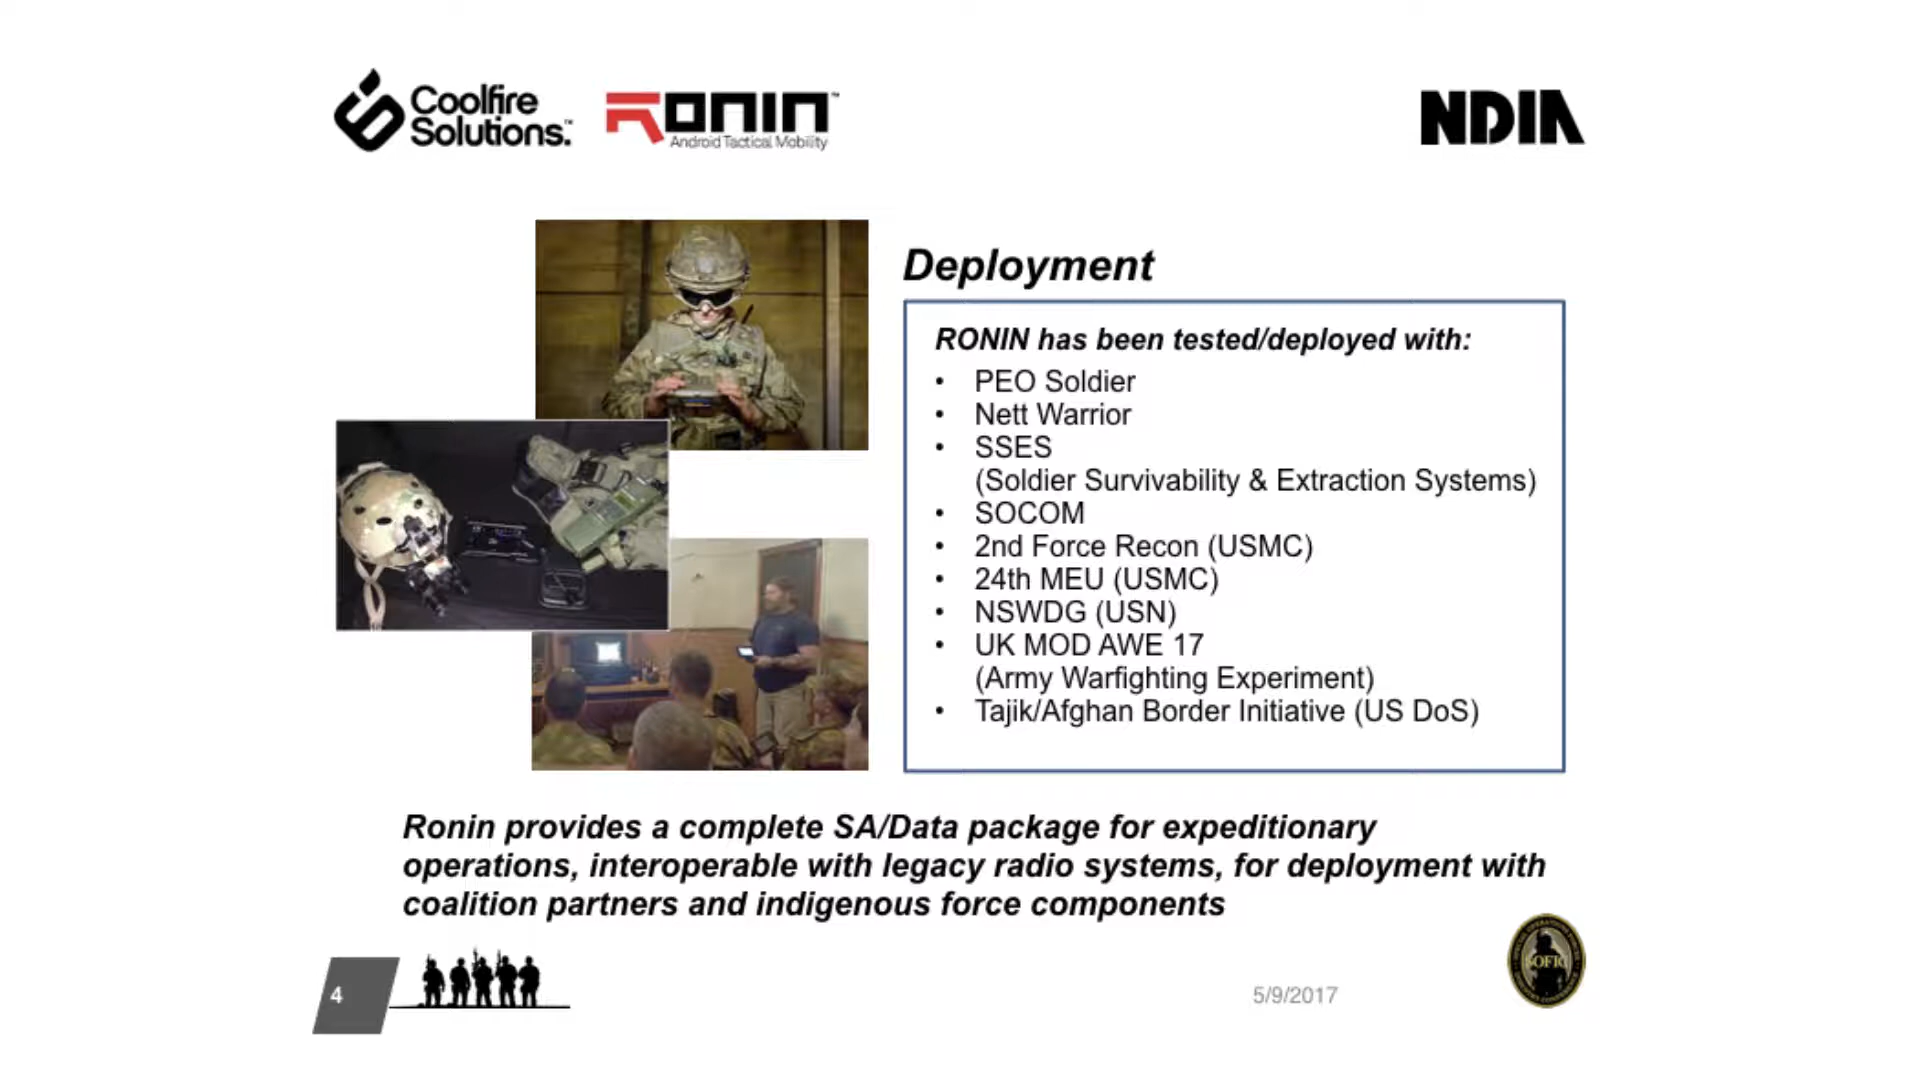 Coolfire
Solutions.™
RONIN™
Android Tactical Mobility
NDIA
Deployment
RONIN has been tested/deployed with:
• PEO Soldier
• Nett Warrior
• SSES
(Soldier Survivability & Extraction Systems)
• SOCOM
• 2nd Force Recon (USMC)
• 24th MEU (USMC)
• NSWDG (USN)
• UK MOD AWE 17
(Army Warfighting Experiment)
• Tajik/Afghan Border Initiative (US DoS)
Ronin provides a complete SA/Data package for expeditionary
operations, interoperable with legacy radio systems, for deployment with
coalition partners and indigenous force components
4
5/9/2017
SOFIC